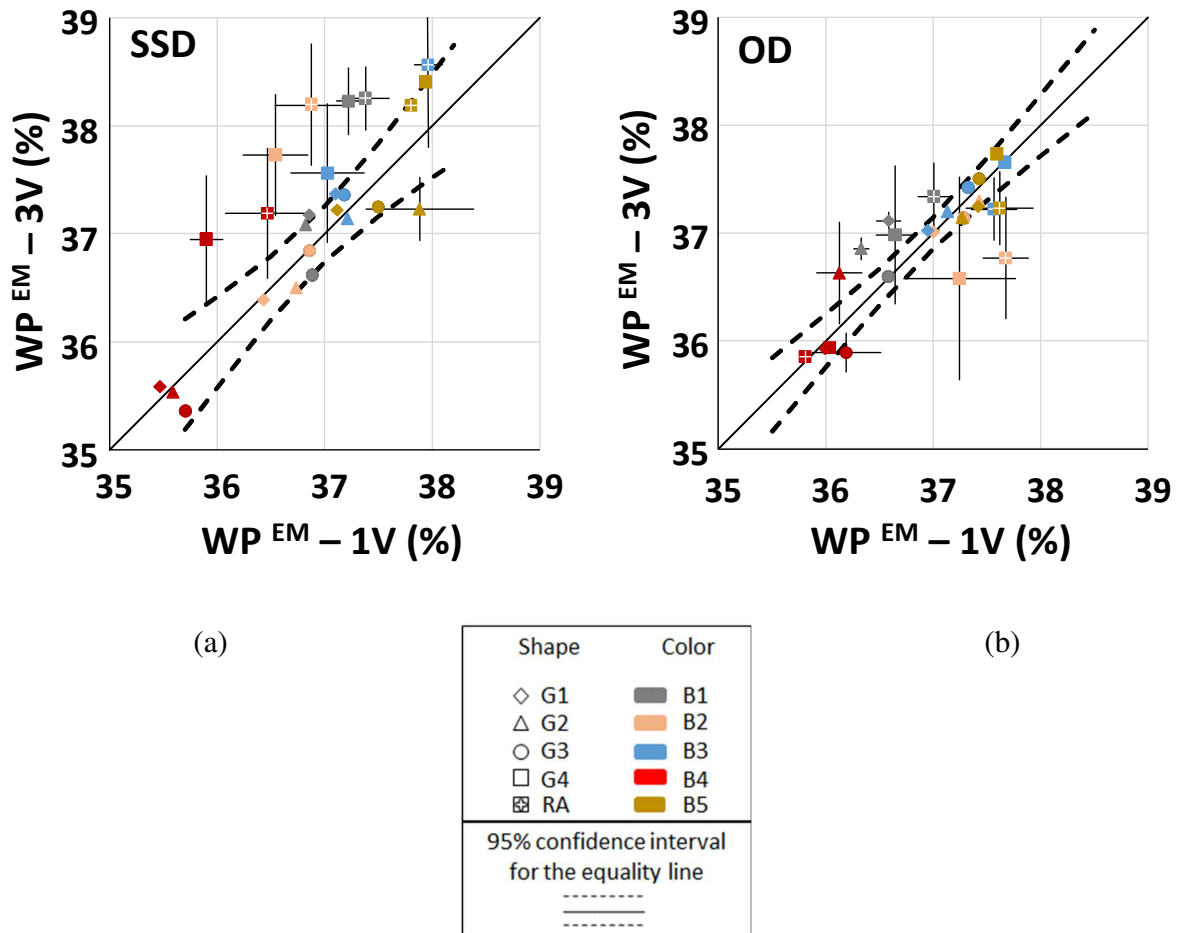 SSD
39
38
37
36
35
WP EM – 3V (%)
35 36 37 38 39
WP EM – 1V (%)
(a)
OD
39
38
37
36
35
WP EM – 3V (%)
35 36 37 38 39
WP EM – 1V (%)
(b)
Shape Color
G1 B1
G2 B2
G3 B3
G4 B4
RA B5
95% confidence interval
for the equality line